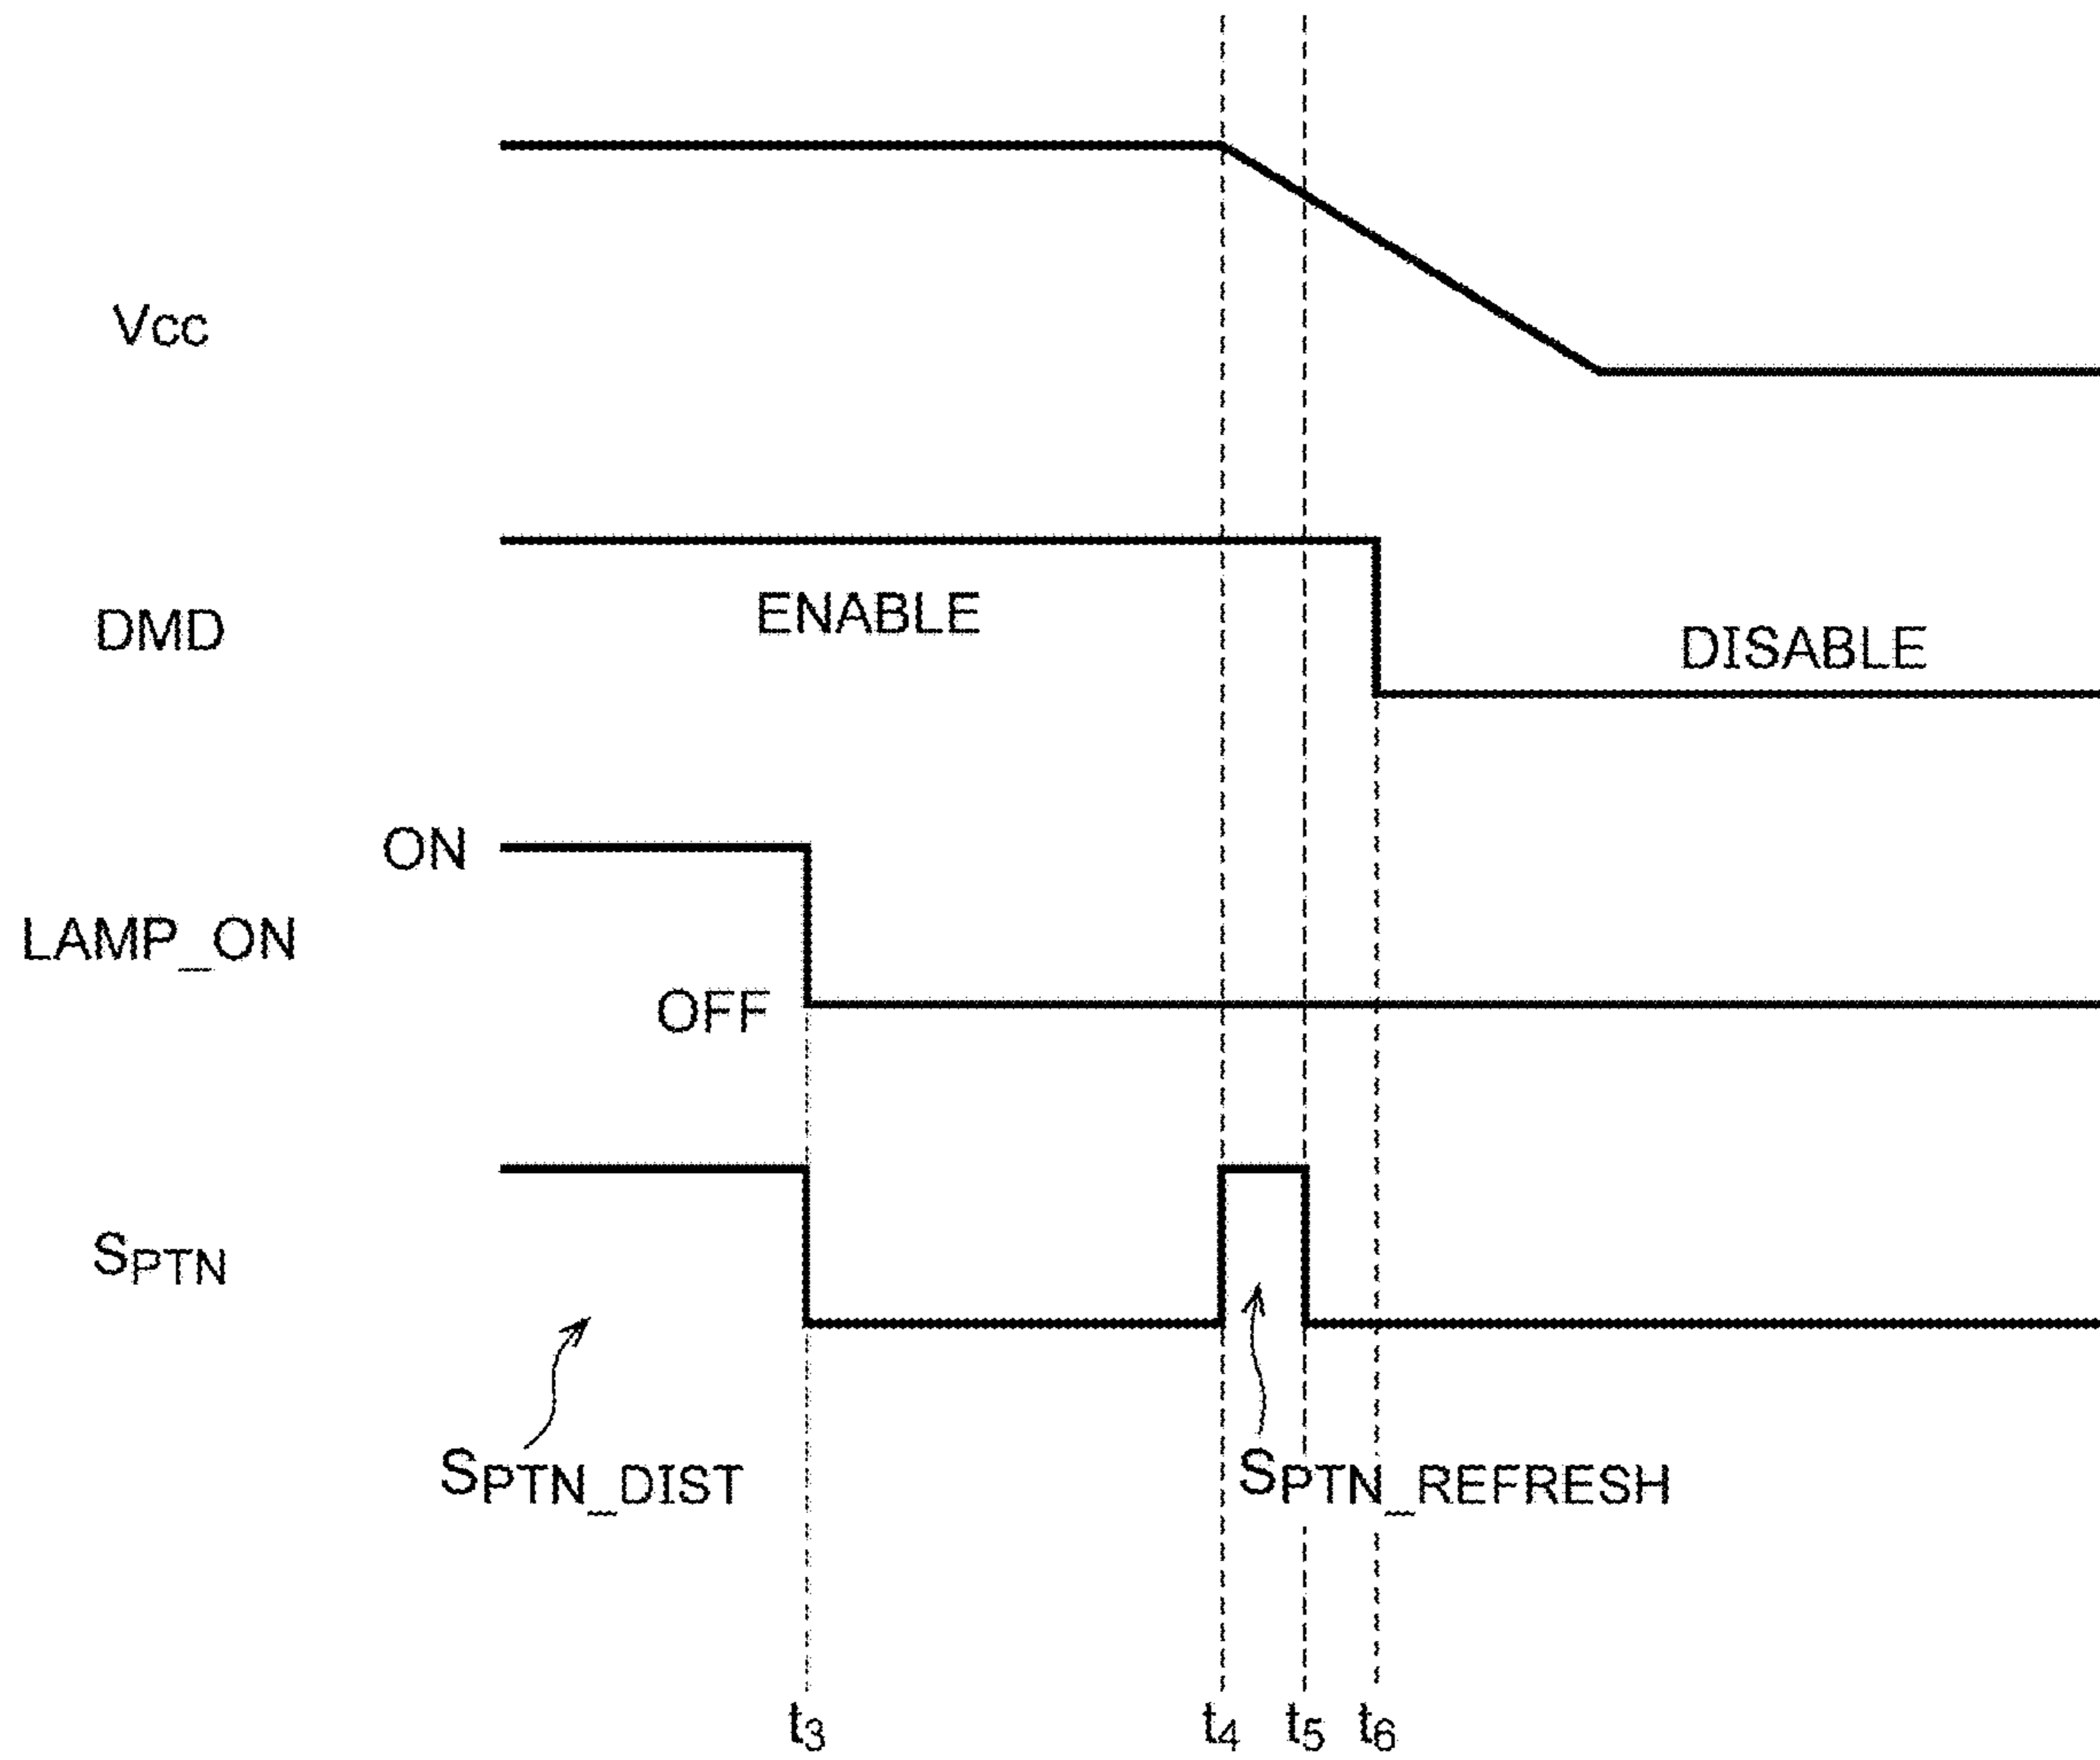 Vcc
DMD
ENABLE
DISABLE
ON
LAMP_ON
OFF
SPTN
SPTN_DIST
SPTN_REFRESH
t3 t4 t5 t6